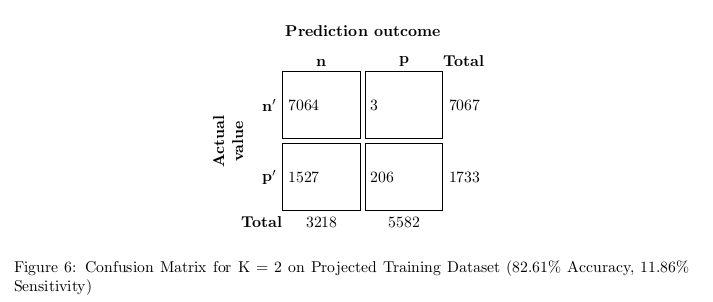 Prediction outcome
n p Total
Actual
value
n′ 7064 3 7067
p′ 1527 206 1733
Total 3218 5582
Figure 6: Confusion Matrix for K = 2 on Projected Training Dataset (82.61% Accuracy, 11.86%
Sensitivity)